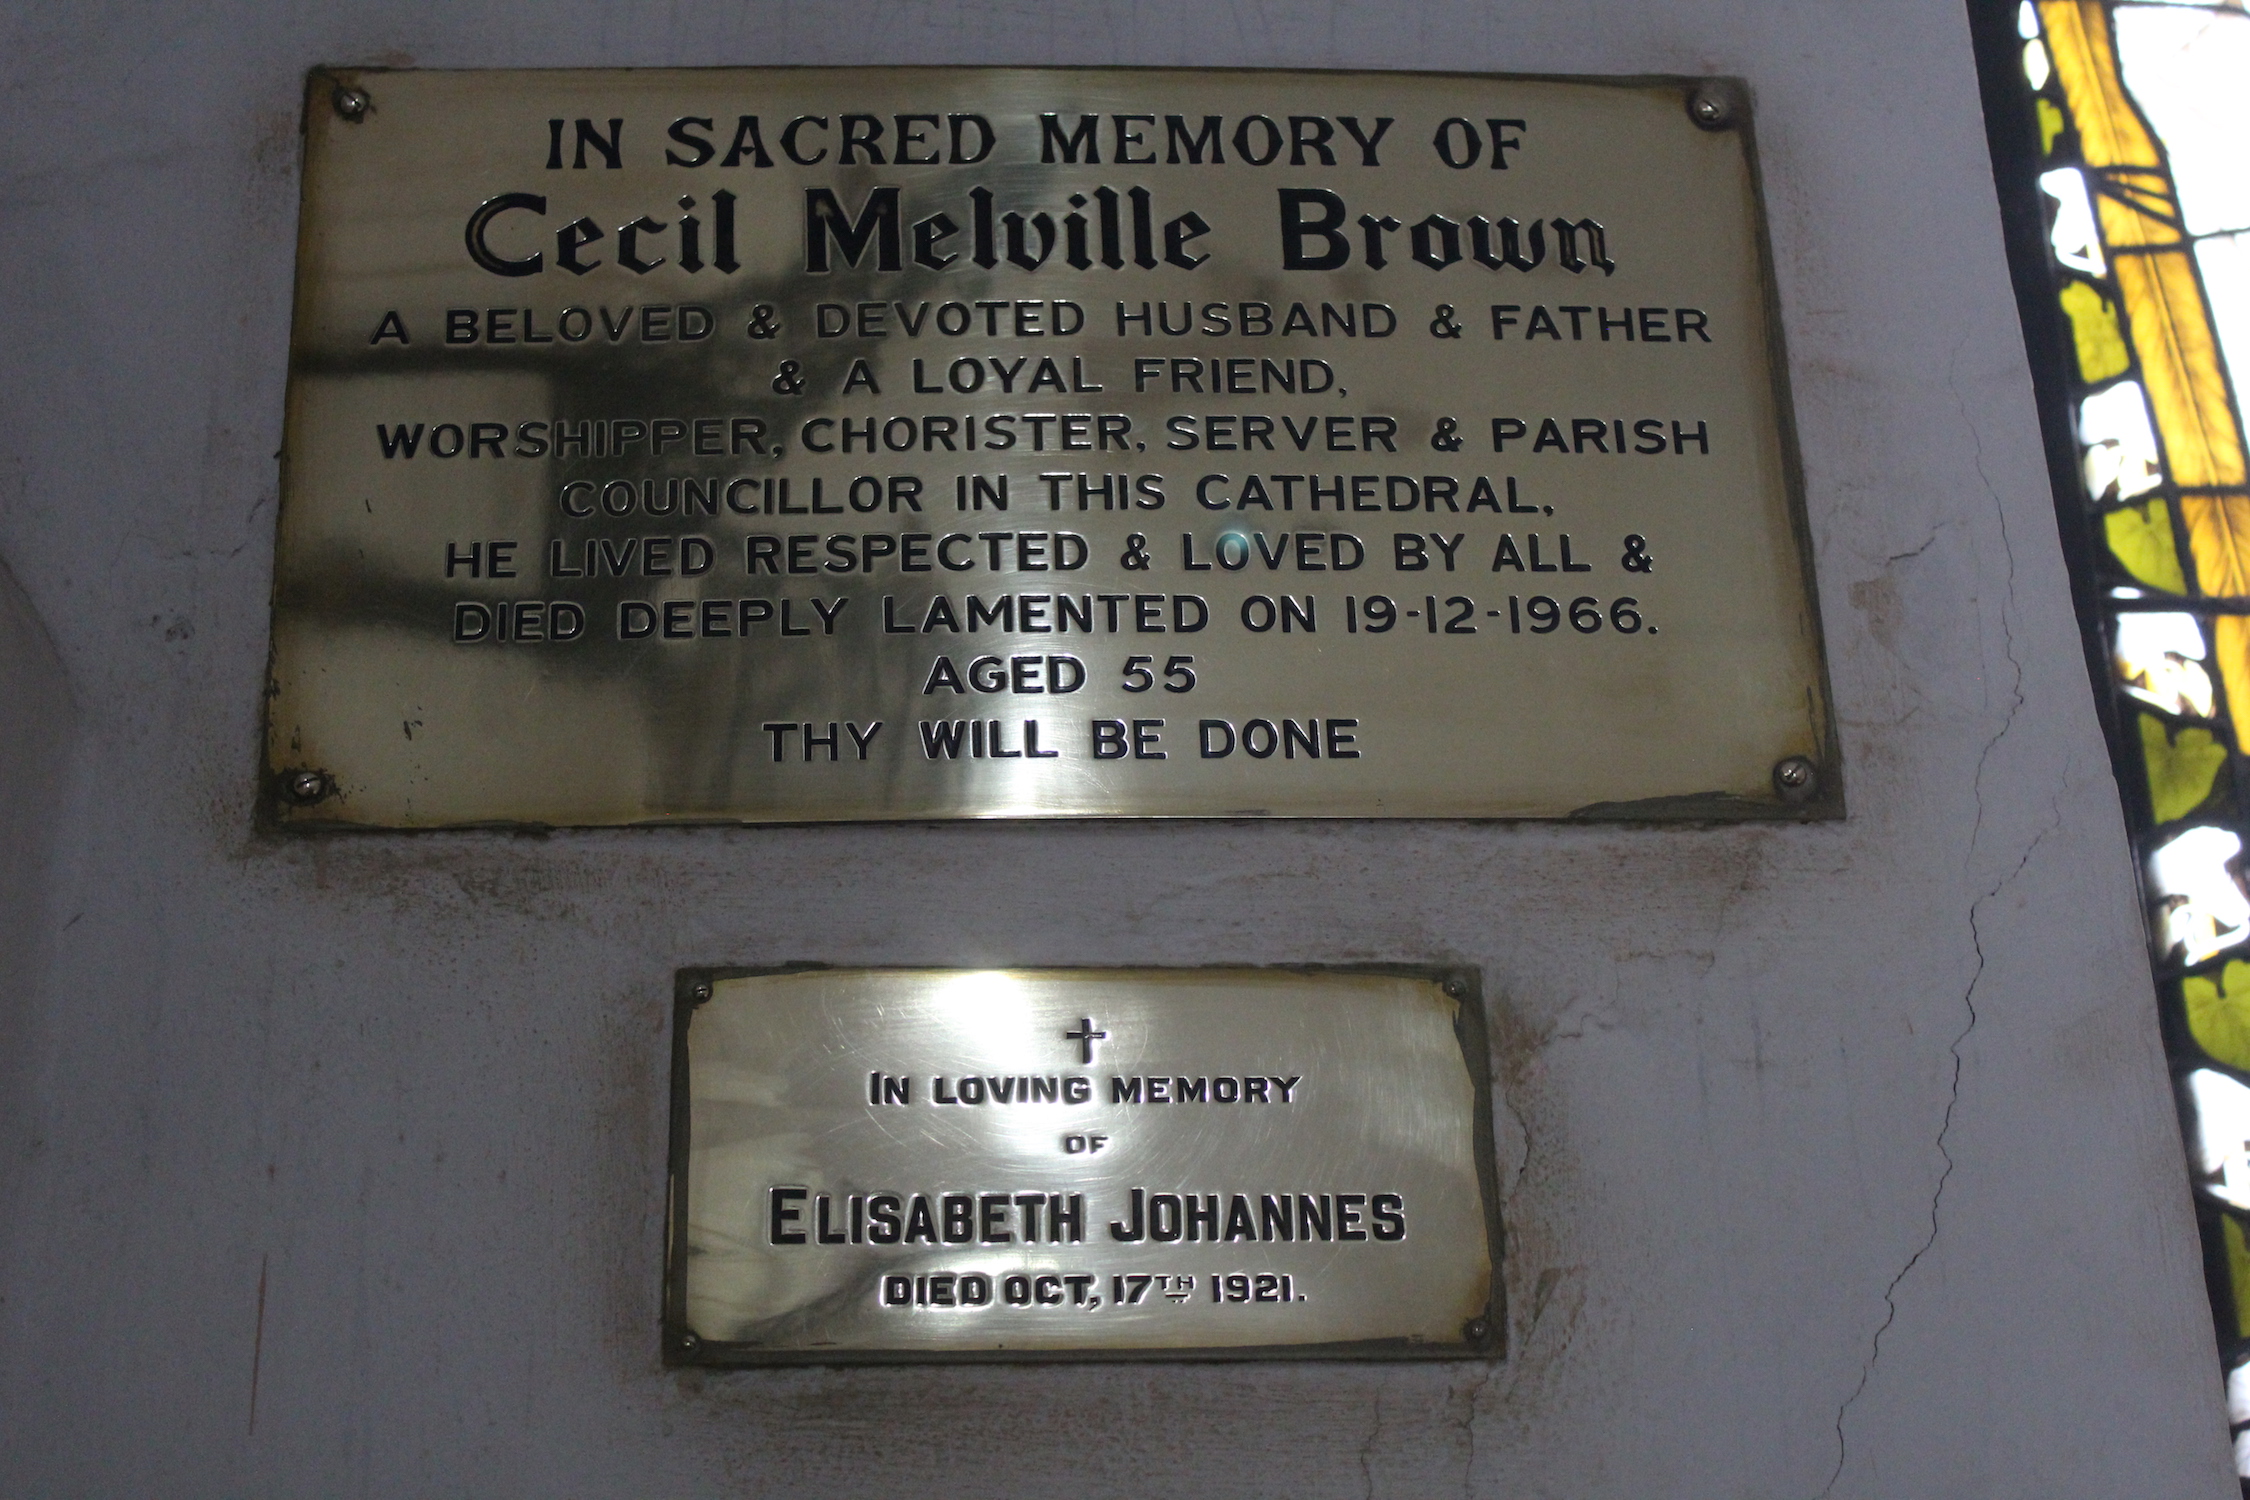 IN SACRED MEMORY OF
Cecil Melville Brown
A BELOVED & DEVOTED HUSBAND & FATHER
& A LOYAL FRIEND,
WORSHIPPER, CHORISTER, SERVER & PARISH
COUNCILLOR IN THIS CATHEDRAL,
HE LIVED RESPECTED & LOVED BY ALL &
DIED DEEPLY LAMENTED ON 19-12-1966.
AGED 55
THY WILL BE DONE
IN LOVING MEMORY
OF
ELISABETH JOHANNES
DIED OCT, 17TH 1921.